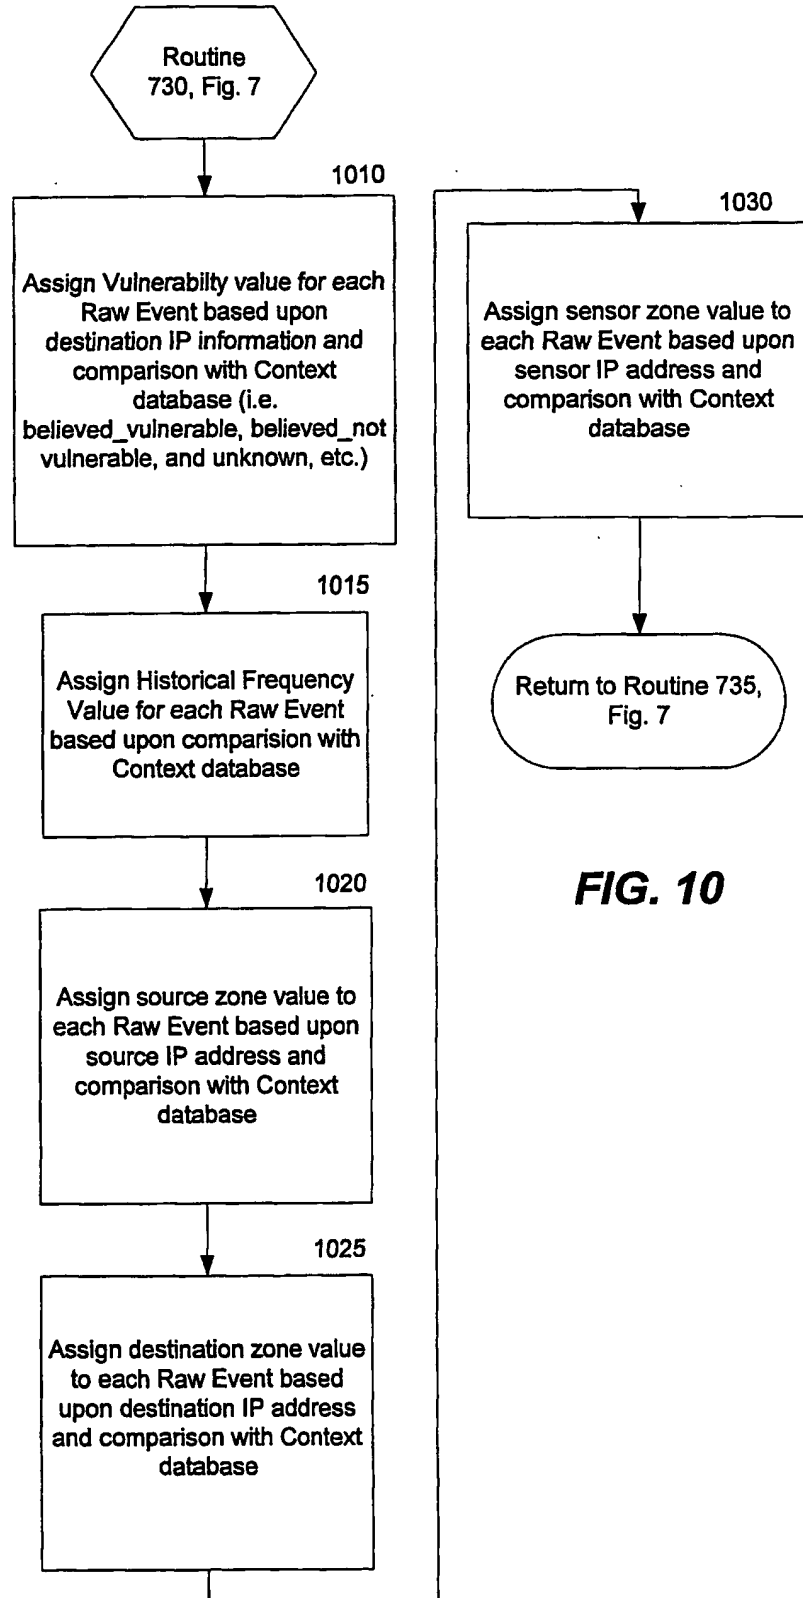 Routine
730, Fig. 7
1010
Assign Vulnerabilty value for each
Raw Event based upon
destination IP information and
comparison with Context
database (i.e.
believed_vulnerable, believed_not
vulnerable, and unknown, etc.)
1015
Assign Historical Frequency
Value for each Raw Event
based upon comparision with
Context database
1020
Assign source zone value to
each Raw Event based upon
source IP address and
comparison with Context
database
1025
Assign destination zone value
to each Raw Event based
upon destination IP address
and comparison with Context
database
1030
Assign sensor zone value to
each Raw Event based upon
sensor IP address and
comparison with Context
database
Return to Routine 735,
Fig. 7
FIG. 10